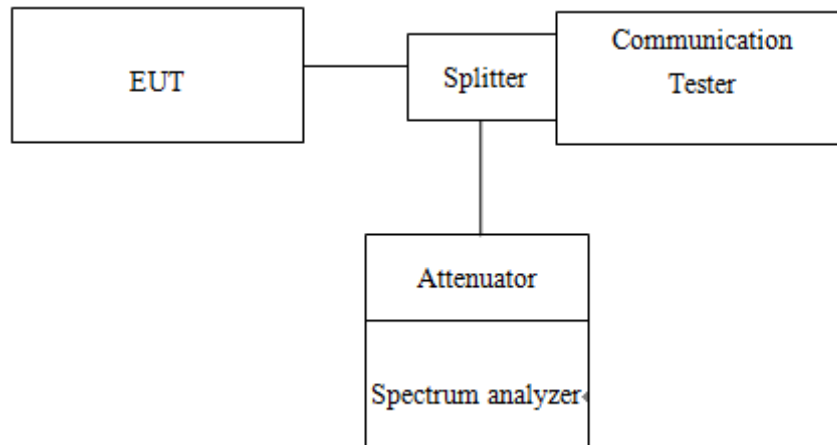 EUT
Splitter
Communication
Tester
Attenuator
Spectrum analyzer